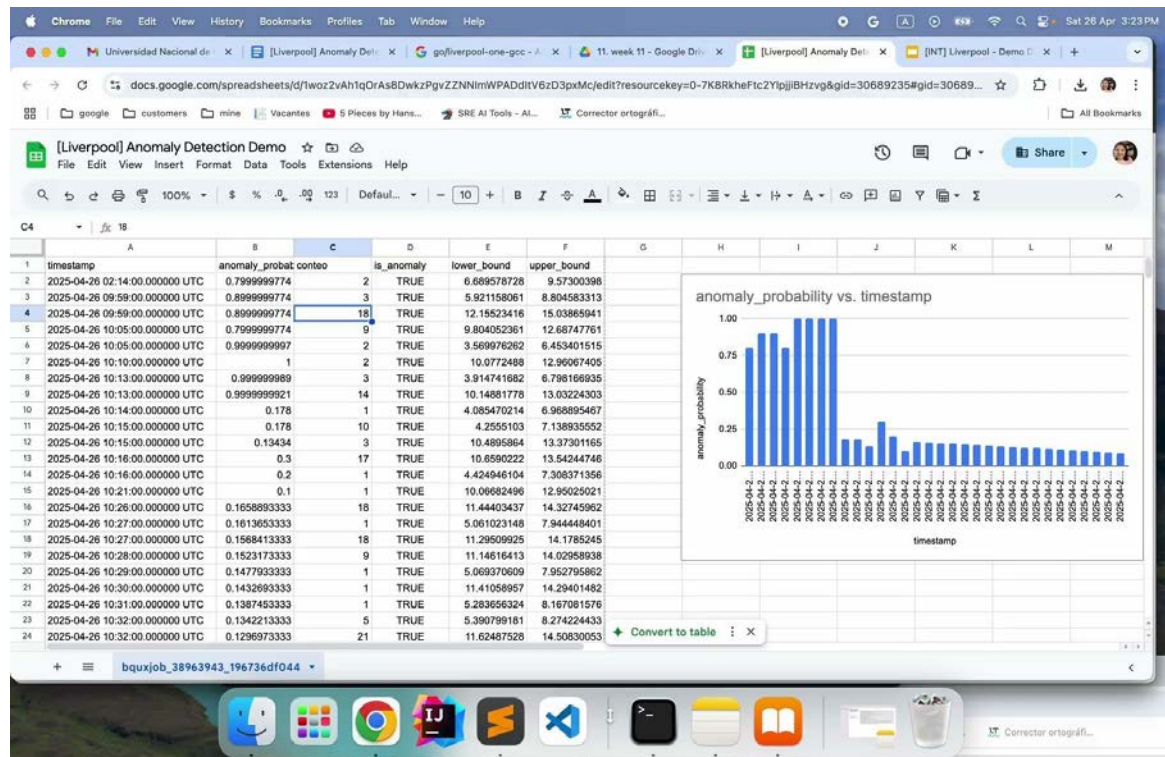 Chrome File Edit View History Bookmarks Profiles Tab Window Help Sat 26 Apr 3:23 PM
Universidad Nacional de [Liverpool] Anomaly Dete go/liverpool-one-gcc - 11. week 11 - Google Driv [Liverpool] Anomaly Dete [INT] Liverpool - Demo D
google customers mine Vacantes 5 Pieces by Hans... SRE AI Tools - Al... Corrector ortográfi... All Bookmarks
[Liverpool] Anomaly Detection Demo
Share
File Edit View Insert Format Data Tools Extensions Help
100% $ % .0 .00 123 Defaul... 10 B I A
C4 fx 18
A B C D E F G H I J K L M
1 timestamp anomaly_probat conteo is_anomaly lower_bound upper_bound
2 2025-04-26 02:14:00.000000 UTC 0.7999999774 2 TRUE 6.689578728 9.57300398
3 2025-04-26 09:59:00.000000 UTC 0.8999999774 3 TRUE 5.921158061 8.804583313
4 2025-04-26 09:59:00.000000 UTC 0.8999999774 18 TRUE 12.15523416 15.03865941
5 2025-04-26 10:05:00.000000 UTC 0.7999999774 9 TRUE 9.804052361 12.68747761
6 2025-04-26 10:05:00.000000 UTC 0.9999999997 2 TRUE 3.569976262 6.453401515
7 2025-04-26 10:10:00.000000 UTC 1 2 TRUE 10.0772488 12.96067405
8 2025-04-26 10:13:00.000000 UTC 0.999999989 3 TRUE 3.914741682 6.798166935
9 2025-04-26 10:13:00.000000 UTC 0.9999999921 14 TRUE 10.14881778 13.03224303
10 2025-04-26 10:14:00.000000 UTC 0.178 1 TRUE 4.085470214 6.968895467
11 2025-04-26 10:15:00.000000 UTC 0.178 10 TRUE 4.2555103 7.138935552
12 2025-04-26 10:15:00.000000 UTC 0.13434 3 TRUE 10.4895864 13.37301165
13 2025-04-26 10:16:00.000000 UTC 0.3 17 TRUE 10.6590222 13.54244746
14 2025-04-26 10:16:00.000000 UTC 0.2 1 TRUE 4.424946104 7.308371356
15 2025-04-26 10:21:00.000000 UTC 0.1 1 TRUE 10.06682496 12.95025021
16 2025-04-26 10:26:00.000000 UTC 0.1658893333 18 TRUE 11.44403437 14.32745962
17 2025-04-26 10:27:00.000000 UTC 0.1613653333 1 TRUE 5.061023148 7.944448401
18 2025-04-26 10:27:00.000000 UTC 0.1568413333 18 TRUE 11.29509925 14.1785245
19 2025-04-26 10:28:00.000000 UTC 0.1523173333 9 TRUE 11.14616413 14.02958938
20 2025-04-26 10:29:00.000000 UTC 0.1477933333 1 TRUE 5.069370609 7.952795862
21 2025-04-26 10:30:00.000000 UTC 0.1432693333 1 TRUE 11.41058957 14.29401482
22 2025-04-26 10:31:00.000000 UTC 0.1387453333 1 TRUE 5.283656324 8.167081576
23 2025-04-26 10:32:00.000000 UTC 0.1342213333 5 TRUE 5.390799181 8.274224433
24 2025-04-26 10:32:00.000000 UTC 0.1296973333 21 TRUE 11.62487528 14.50830053
anomaly_probability vs. timestamp
1.00
0.75
0.50
0.25
0.00
anomaly_probability
2025-04-2...
timestamp
Convert to table
bquxjob_38963943_196736df044
Corrector ortográfi...